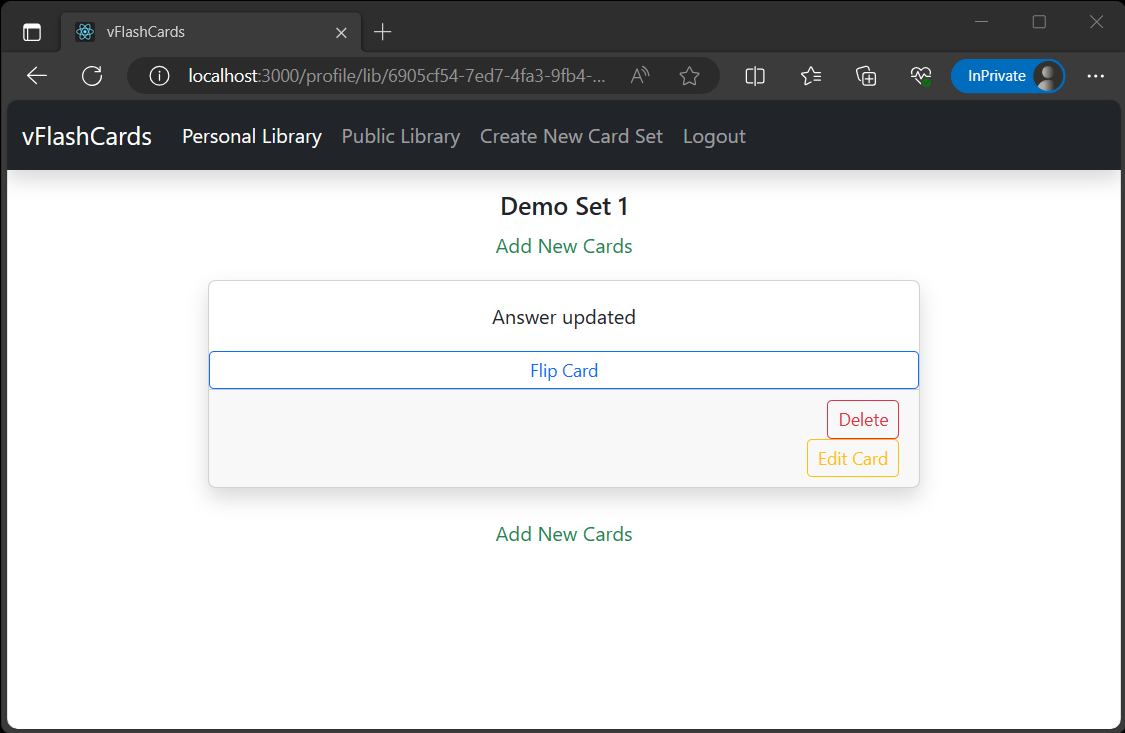 vFlashCards
localhost:3000/profile/lib/6905cf54-7ed7-4fa3-9fb4-... A InPrivate
vFlashCards Personal Library Public Library Create New Card Set Logout
Demo Set 1
Add New Cards
Answer updated
Flip Card
Delete
Edit Card
Add New Cards